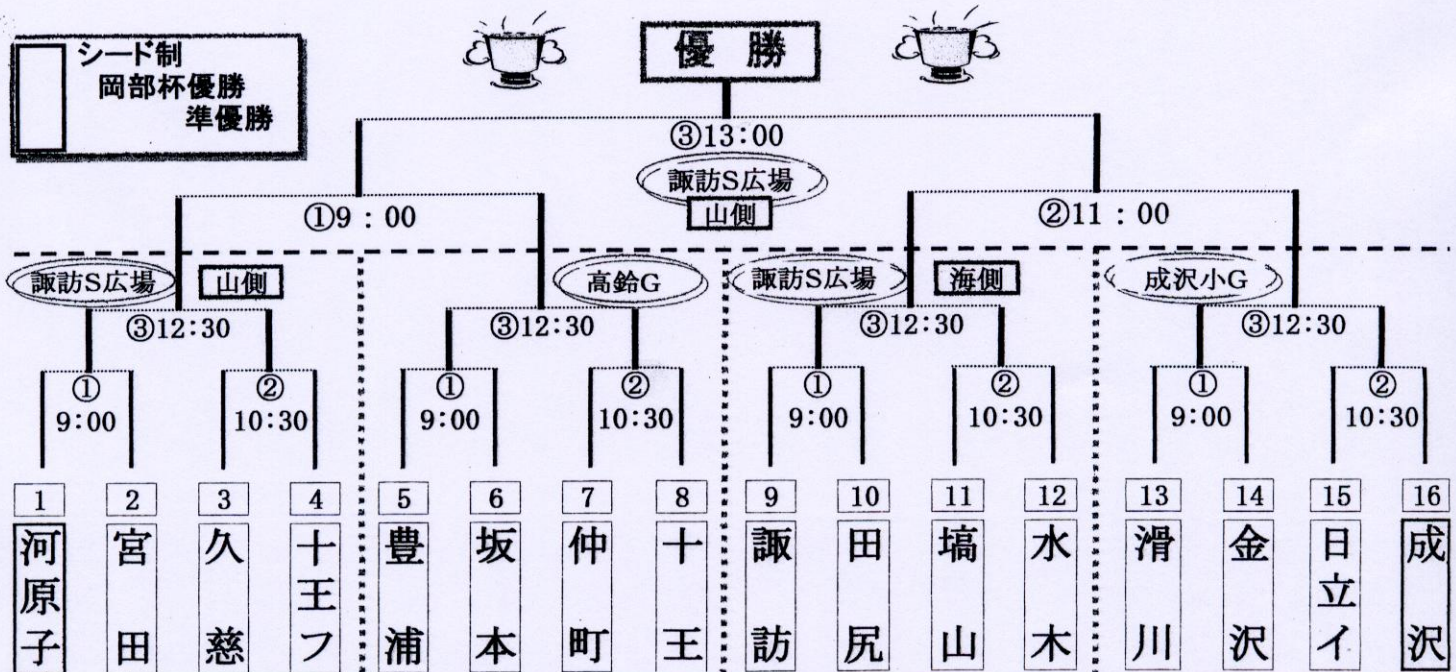 シード制
岡部杯優勝
準優勝
優勝
③13:00
諏訪S広場
山側
①9:00
②11:00
諏訪S広場
山側
高鈴G
諏訪S広場
海側
成沢小G
③12:30
③12:30
③12:30
③12:30
① ② ① ② ① ② ① ②
9:00 10:30 9:00 10:30 9:00 10:30 9:00 10:30
1 2 3 4 5 6 7 8 9 10 11 12 13 14 15 16
河原子
宮田
久慈
十王フ
豊浦
坂本
仲町
十王
諏訪
田尻
塙山
水木
滑川
金沢
日立イ
成沢